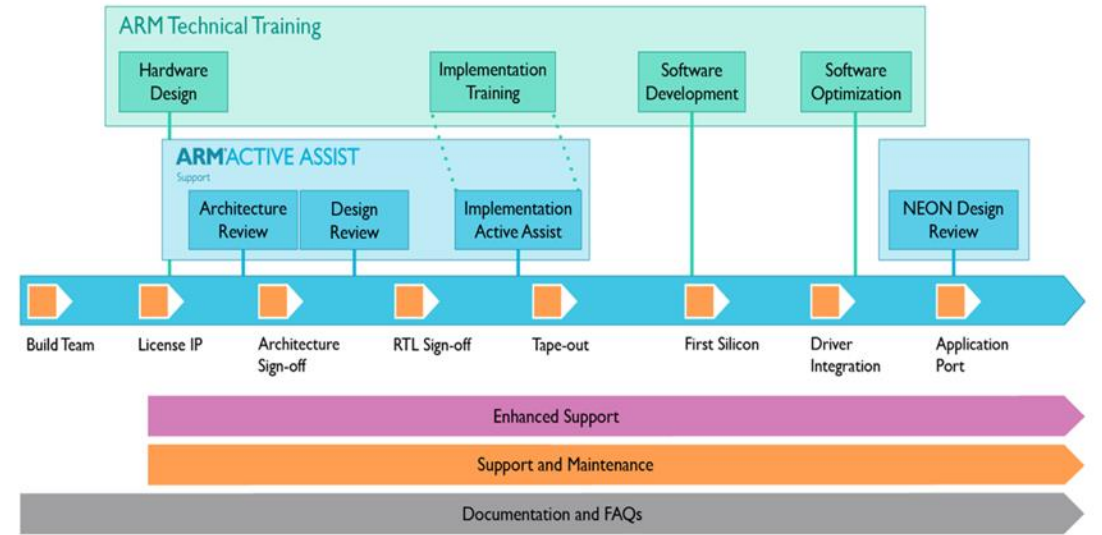 ARM Technical Training
Hardware
Design
Implementation
Training
Software
Development
Software
Optimization
ARM®ACTIVE ASSIST
Support
Architecture
Review
Design
Review
Implementation
Active Assist
NEON Design
Review
Build Team
License IP
Architecture
Sign-off
RTL Sign-off
Tape-out
First Silicon
Driver
Integration
Application
Port
Enhanced Support
Support and Maintenance
Documentation and FAQs